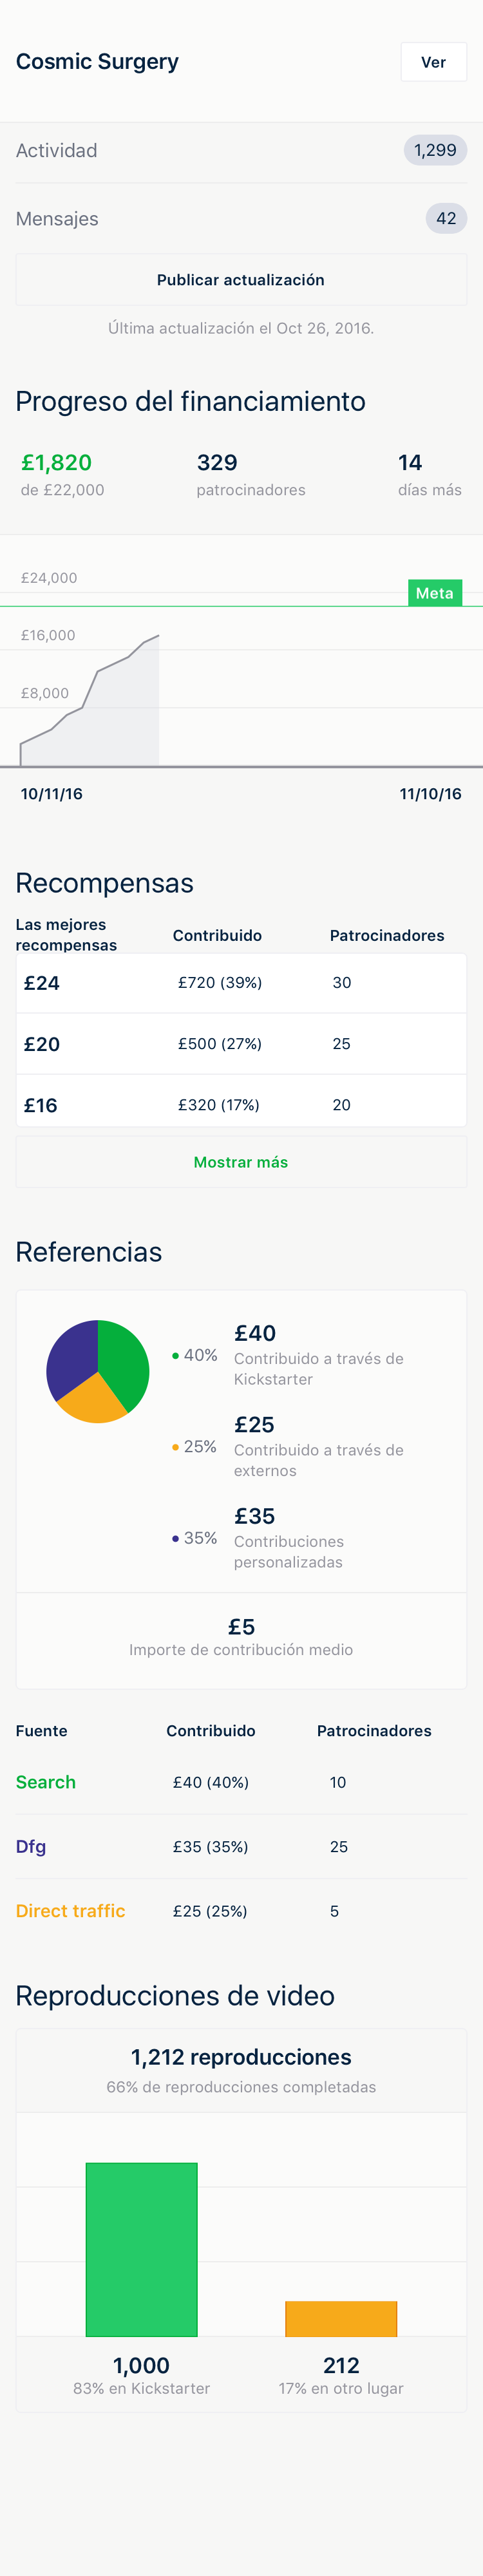 Cosmic Surgery
Ver
Actividad
1,299
Mensajes
42
Publicar actualización
Última actualización el Oct 26, 2016.
Progreso del financiamiento
£1,820
329
14
de £22,000
patrocinadores
días más
£24,000
Meta
£16,000
£8,000
10/11/16
11/10/16
Recompensas
Las mejores
recompensas
Contribuido
Patrocinadores
£24
£720 (39%)
30
£20
£500 (27%)
25
£16
£320 (17%)
20
Mostrar más
Referencias
40%
£40
Contribuido a través de
Kickstarter
25%
£25
Contribuido a través de
externos
35%
£35
Contribuciones
personalizadas
£5
Importe de contribución medio
Fuente
Contribuido
Patrocinadores
Search
£40 (40%)
10
Dfg
£35 (35%)
25
Direct traffic
£25 (25%)
5
Reproducciones de video
1,212 reproducciones
66% de reproducciones completadas
1,000
212
83% en Kickstarter
17% en otro lugar